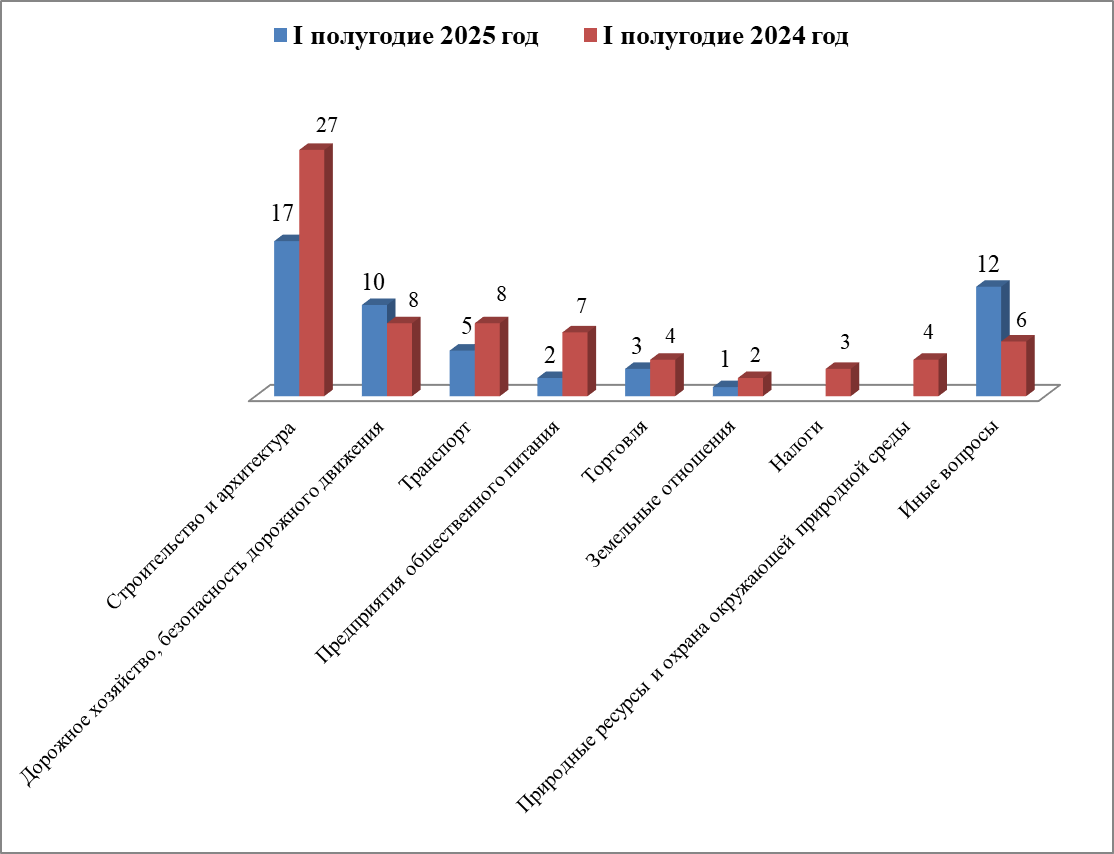 I полугодие 2025 год
I полугодие 2024 год
27
17
10
8
5
8
2
7
3
4
1
2
3
4
12
6
Строительство и архитектура
Дорожное хозяйство, безопасность дорожного движения
Транспорт
Предприятия общественного питания
Торговля
Земельные отношения
Налоги
Природные ресурсы и охрана окружающей природной среды
Иные вопросы